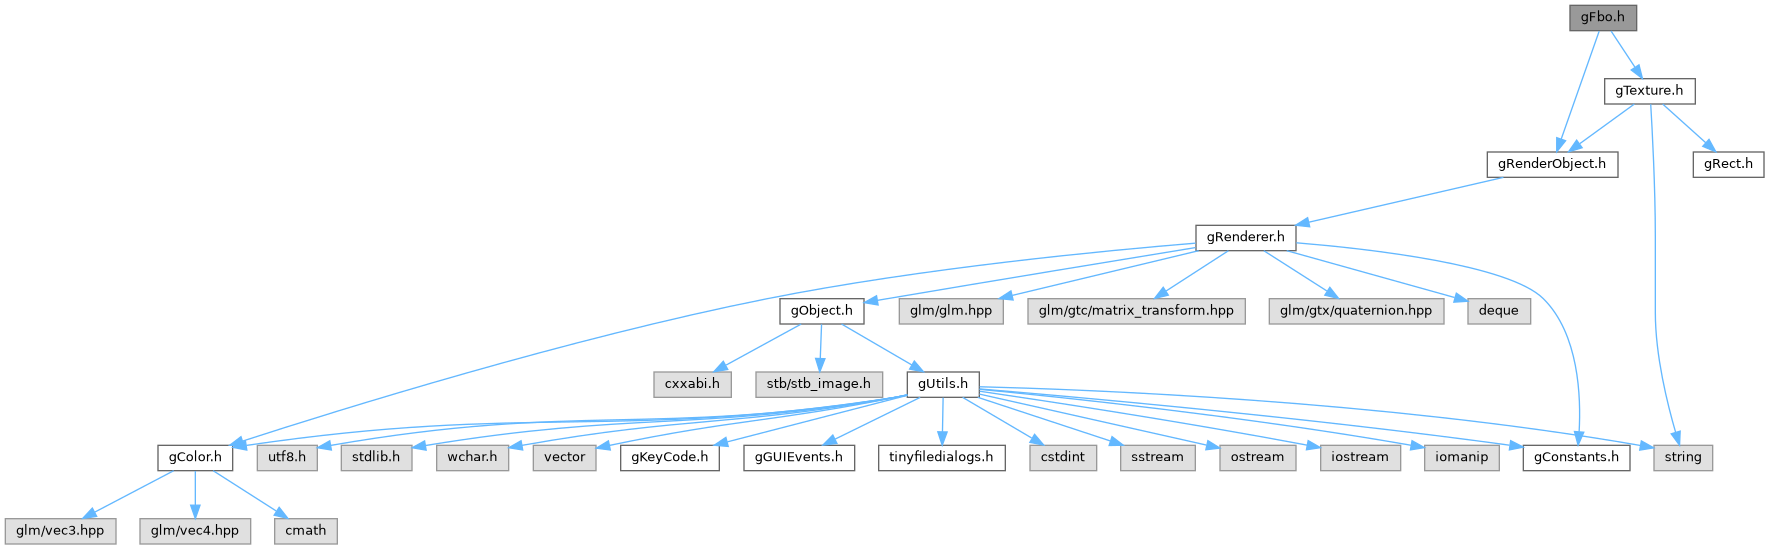 gFbo.h
gTexture.h
gRenderObject.h
gRect.h
gRenderer.h
gObject.h
glm/glm.hpp
glm/gtc/matrix_transform.hpp
glm/gtx/quaternion.hpp
deque
cxxabi.h
stb/stb_image.h
gUtils.h
gColor.h
utf8.h
stdlib.h
wchar.h
vector
gKeyCode.h
gGUIEvents.h
tinyfiledialogs.h
cstdint
sstream
ostream
iostream
iomanip
gConstants.h
string
glm/vec3.hpp
glm/vec4.hpp
cmath